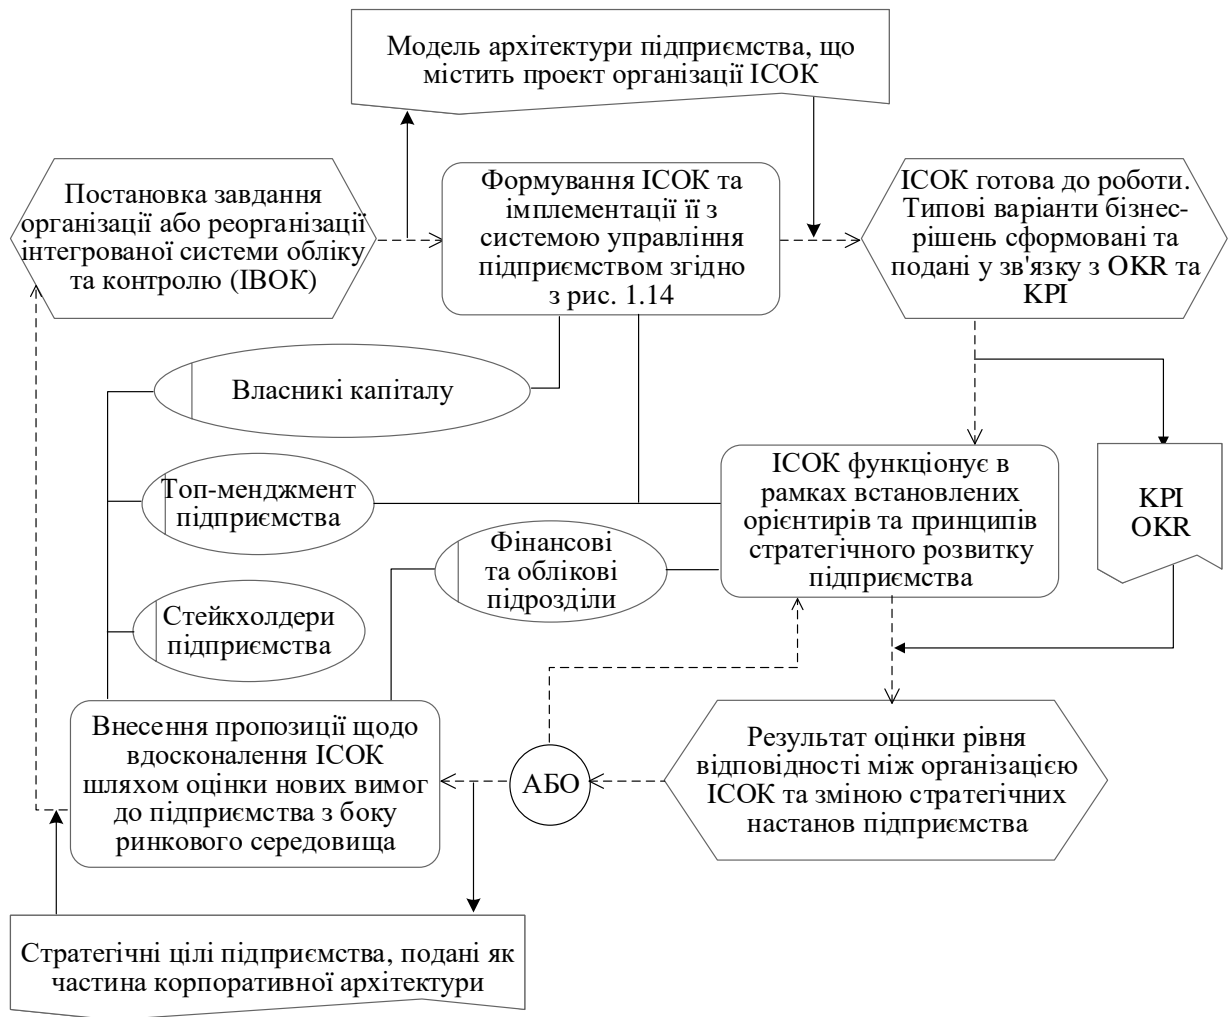 Модель архітектури підприємства, що
містить проект організації ІСОК
Постановка завдання
організації або реорганізації
інтегрованої системи обліку
та контролю (ІВОК)
Формування ІСОК та
імплементації її з
системою управління
підприємством згідно
з рис. 1.14
ІСОК готова до роботи.
Типові варіанти бізнес-
рішень сформовані та
подані у зв'язку з OKR та
KPI
Власникі капіталу
Топ-менджмент
підприємства
Фінансові
та облікові
підрозділи
Стейкхолдери
підприємства
ІСОК функціонує в
рамках встановлених
орієнтирів та принципів
стратегічного розвитку
підприємства
KPI
OKR
Внесення пропозиції щодо
вдосконалення ІСОК
шляхом оцінки нових вимог
до підприємства з боку
ринкового середовища
АБО
Результат оцінки рівня
відповідності між організацією
ІСОК та зміною стратегічних
настанов підприємства
Стратегічні цілі підприємства, подані як
частина корпоративної архітектури